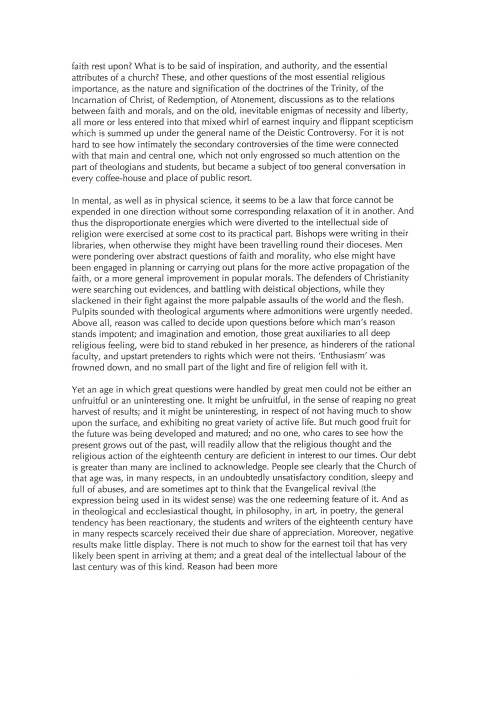 faith rest upon? What is to be said of inspiration, and authority, and the essential
attributes of a church? These, and other questions of the most essential religious
importance, as the nature and signification of the doctrines of the Trinity, of the
Incarnation of Christ, of Redemption, of Atonement, discussions as to the relations
between faith and morals, and on the old, inevitable enigmas of necessity and liberty,
all more or less entered into that mixed whirl of earnest inquiry and flippant scepticism
which is summed up under the general name of the Deistic Controversy. For it is not
hard to see how intimately the secondary controversies of the time were connected
with that main and central one, which not only engrossed so much attention on the
part of theologians and students, but became a subject of too general conversation in
every coffee-house and place of public resort.

In mental, as well as in physical science, it seems to be a law that force cannot be
expended in one direction without some corresponding relaxation of it in another. And
thus the disproportionate energies which were diverted to the intellectual side of
religion were exercised at some cost to its practical part. Bishops were writing in their
libraries, when otherwise they might have been travelling round their dioceses. Men
were pondering over abstract questions of faith and morality, who else might have
been engaged in planning or carrying out plans for the more active propagation of the
faith, or a more general improvement in popular morals. The defenders of Christianity
were searching out evidences, and battling with deistical objections, while they
slackened in their fight against the more palpable assaults of the world and the flesh.
Pulpits sounded with theological arguments where admonitions were urgently needed.
Above all, reason was called to decide upon questions before which man's reason
stands impotent; and imagination and emotion, those great auxiliaries to all deep
religious feeling, were bid to stand rebuked in her presence, as hinderers of the rational
faculty, and upstart pretenders to rights which were not theirs. 'Enthusiasm' was
frowned down, and no small part of the light and fire of religion fell with it.

Yet an age in which great questions were handled by great men could not be either an
unfruitful or an uninteresting one. It might be unfruitful, in the sense of reaping no great
harvest of results; and it might be uninteresting, in respect of not having much to show
upon the surface, and exhibiting no great variety of active life. But much good fruit for
the future was being developed and matured; and no one, who cares to see how the
present grows out of the past, will readily allow that the religious thought and the
religious action of the eighteenth century are deficient in interest to our times. Our debt
is greater than many are inclined to acknowledge. People see clearly that the Church of
that age was, in many respects, in an undoubtedly unsatisfactory condition, sleepy and
full of abuses, and are sometimes apt to think that the Evangelical revival (the
expression being used in its widest sense) was the one redeeming feature of it. And as
in theological and ecclesiastical thought, in philosophy, in art, in poetry, the general
tendency has been reactionary, the students and writers of the eighteenth century have
in many respects scarcely received their due share of appreciation. Moreover, negative
results make little display. There is not much to show for the earnest toil that has very
likely been spent in arriving at them; and a great deal of the intellectual labour of the
last century was of this kind. Reason had been more